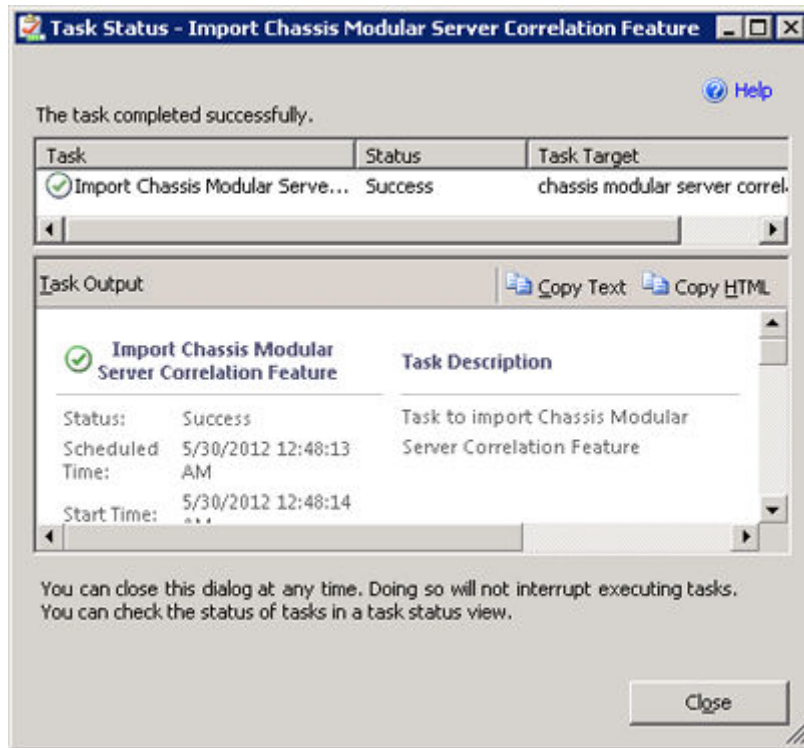 Task Status - Import Chassis Modular Server Correlation Feature
Help
The task completed successfully.
Task Status Task Target
Import Chassis Modular Serve... Success chassis modular server correl
Task Output Copy Text Copy HTML
Import Chassis Modular Server Correlation Feature
Task Description
Status: Success
Scheduled Time: 5/30/2012 12:48:13 AM
Start Time: 5/30/2012 12:48:14
Task to import Chassis Modular
Server Correlation Feature
You can close this dialog at any time. Doing so will not interrupt executing tasks.
You can check the status of tasks in a task status view.
Close